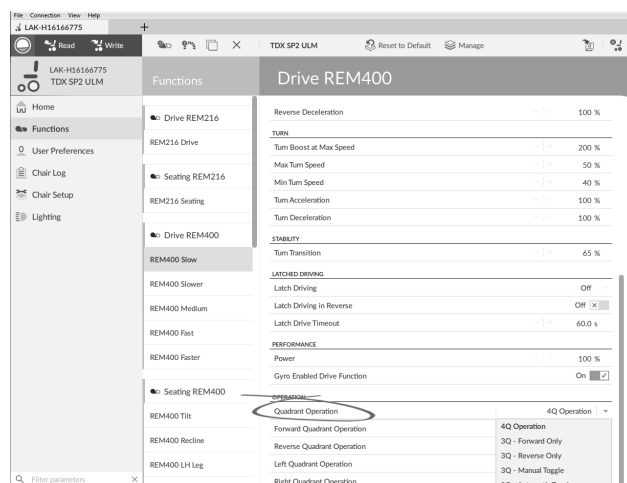 File Connection View Help
LAK-H16166775
Read Write TDX SP2 ULM Reset to Default Manage
LAK-H16166775
TDX SP2 ULM
Home
Functions
User Preferences
Chair Log
Chair Setup
Lighting
Filter parameters
Functions
Drive REM216
REM216 Drive
Seating REM216
REM216 Seating
Drive REM400
REM400 Slow
REM400 Slower
REM400 Medium
REM400 Fast
REM400 Faster
Seating REM400
REM400 Tilt
REM400 Recline
REM400 LH Leg
Drive REM400
Reverse Deceleration 100 %
TURN
Turn Boost at Max Speed 200 %
Max Turn Speed 50 %
Min Turn Speed 40 %
Turn Acceleration 100 %
Turn Deceleration 100 %
STABILITY
Turn Transition 65 %
LATCHED DRIVING
Latch Driving Off
Latch Driving in Reverse Off
Latch Drive Timeout 60.0 s
PERFORMANCE
Power 100 %
Gyro Enabled Drive Function On
OPERATION
Quadrant Operation 4Q Operation
Forward Quadrant Operation 4Q Operation
Reverse Quadrant Operation 3Q - Forward Only
3Q - Reverse Only
Left Quadrant Operation 3Q - Manual Toggle
Right Quadrant Operation